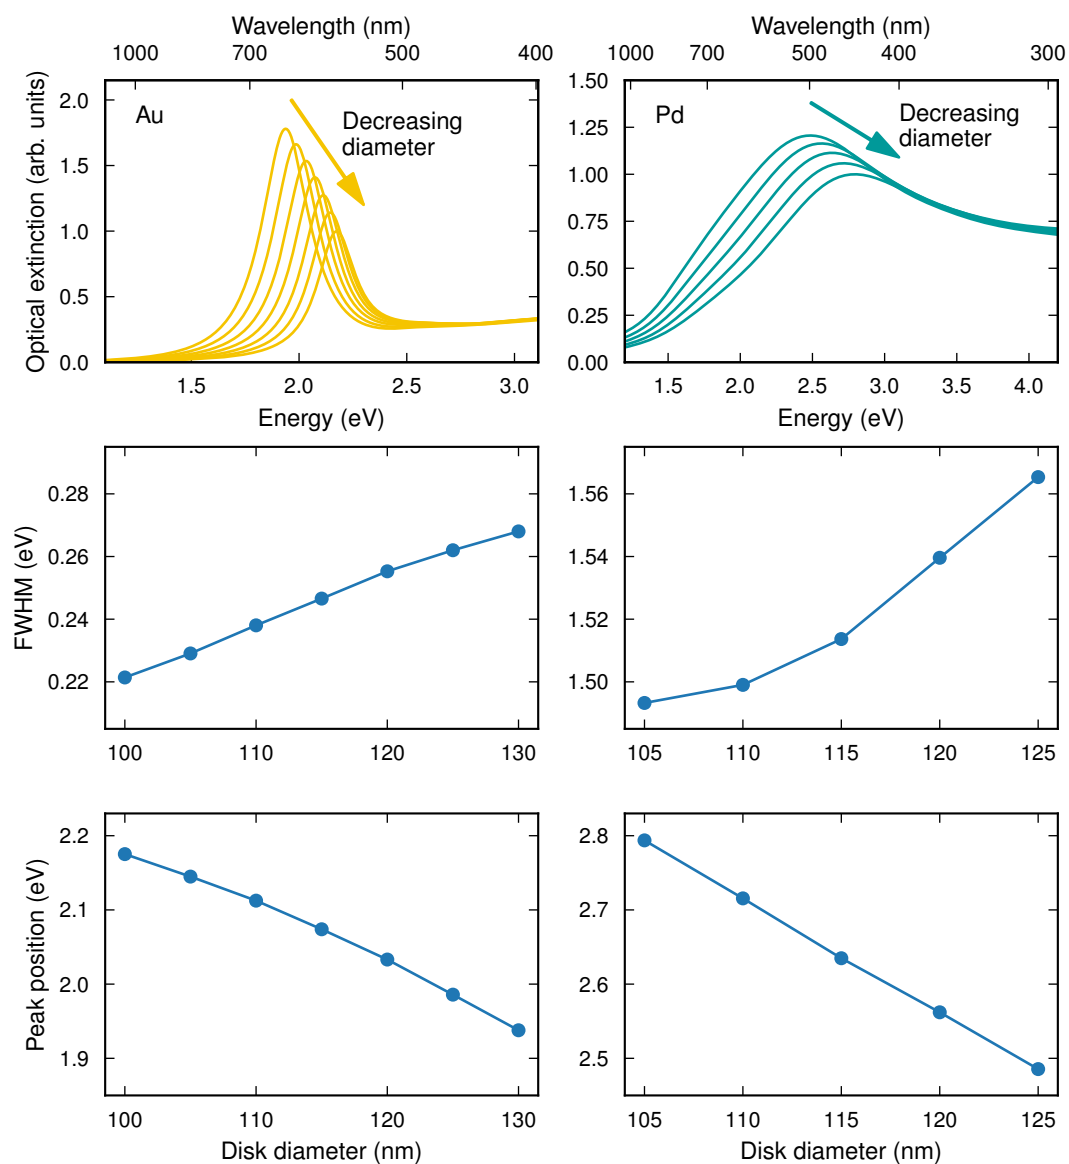 Wavelength (nm)
1000 700 500 400
Wavelength (nm)
1000 700 500 400 300
Optical extinction (arb. units)
2.0
1.5
1.0
0.5
0.0
Au
Decreasing
diameter
1.5 2.0 2.5 3.0
Energy (eV)
1.50
1.25
1.00
0.75
0.50
0.25
0.00
Pd
Decreasing
diameter
1.5 2.0 2.5 3.0 3.5 4.0
Energy (eV)
FWHM (eV)
0.28
0.26
0.24
0.22
100 110 120 130
1.56
1.54
1.52
1.50
105 110 115 120 125
Peak position (eV)
2.2
2.1
2.0
1.9
100 110 120 130
Disk diameter (nm)
2.8
2.7
2.6
2.5
105 110 115 120 125
Disk diameter (nm)